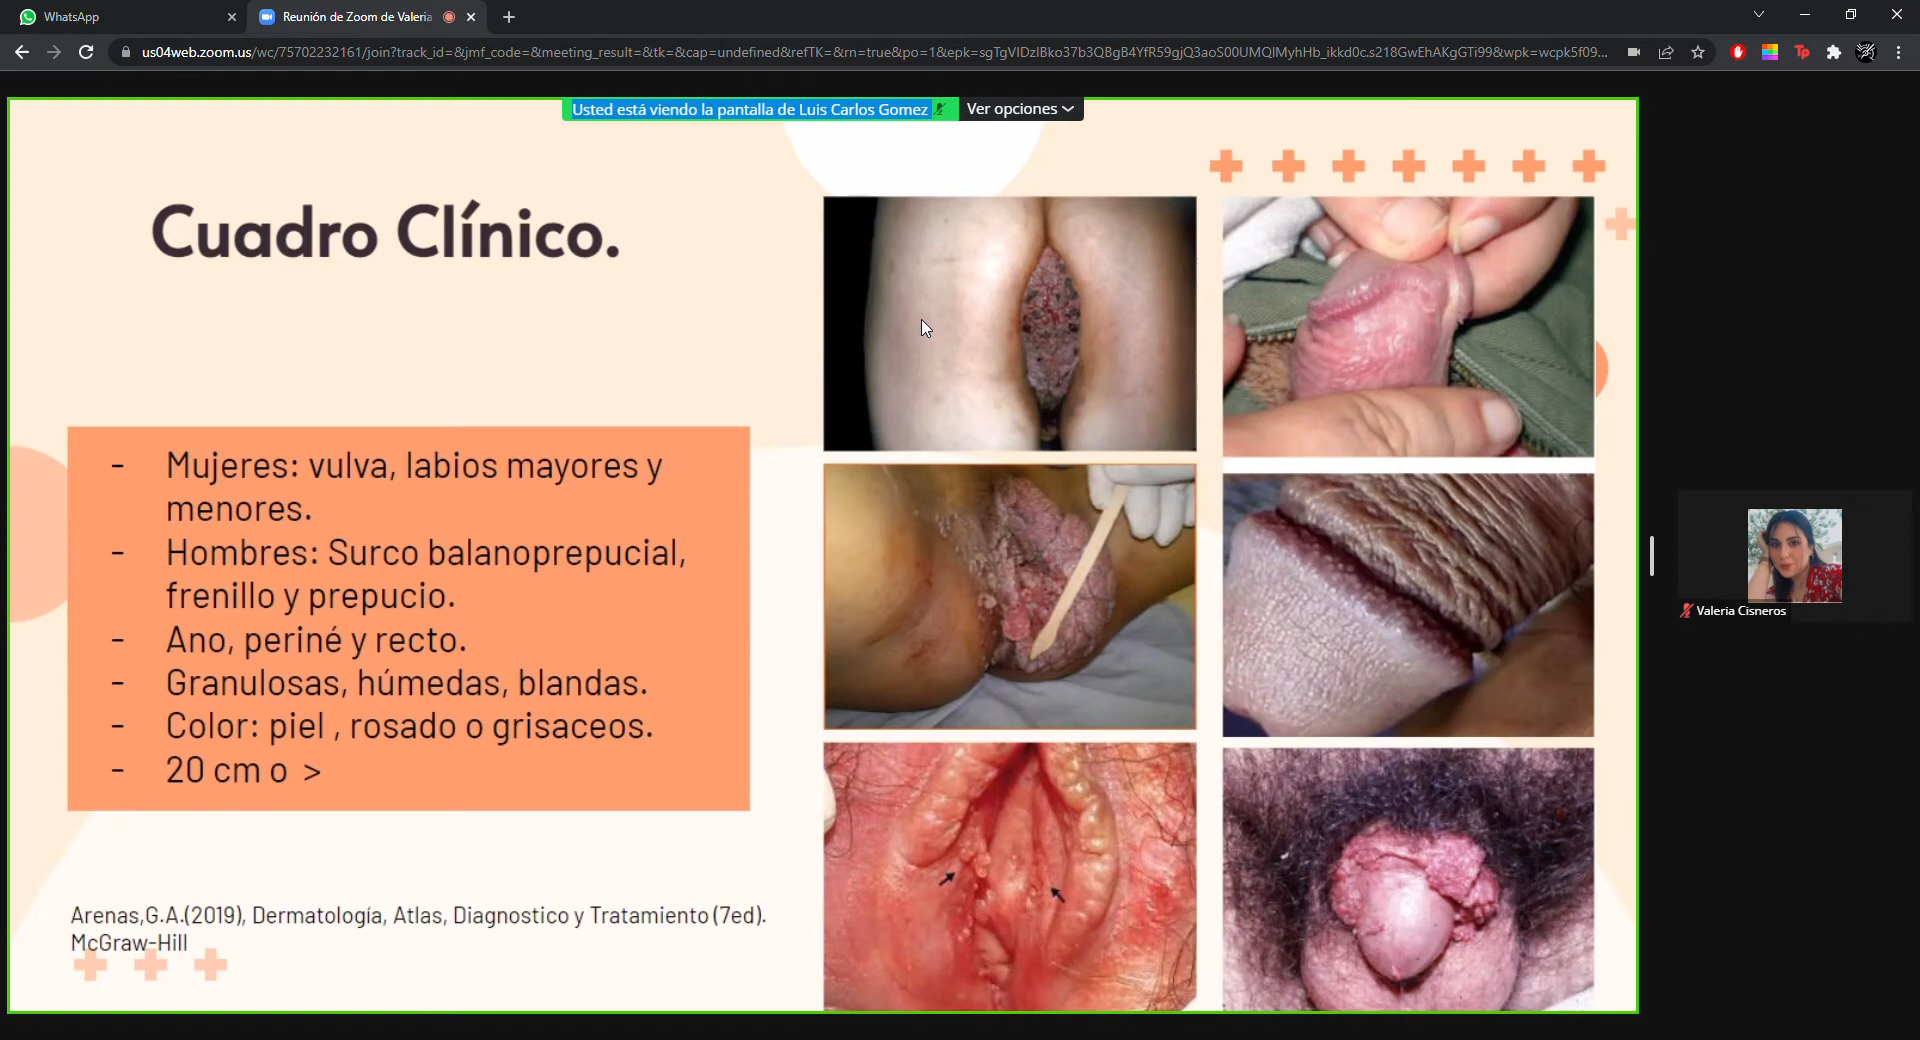 WhatsApp
Reunión de Zoom de Valeria
us04web.zoom.us/wc/75702232161/join?track_id=&jmf_code=&meeting_result=&tk=&cap=undefined&refTK=&rn=true&po=1&epk=sgTgVIDzIBko37b3QBgB4YfR59gjQ3aoS00UMQIMyhHb_ikkd0c.s218GwEhAKgGTi99&wpk=wcpk5f09...
Usted está viendo la pantalla de Luis Carlos Gomez
Ver opciones
Cuadro Clínico.
- Mujeres: vulva, labios mayores y
menores.
- Hombres: Surco balanoprepucial,
frenillo y prepucio.
- Ano, periné y recto.
- Granulosas, húmedas, blandas.
- Color: piel , rosado o grisaceos.
- 20 cm o >
Arenas,G.A.(2019), Dermatología, Atlas, Diagnostico y Tratamiento (7ed).
McGraw-Hill
Valeria Cisneros